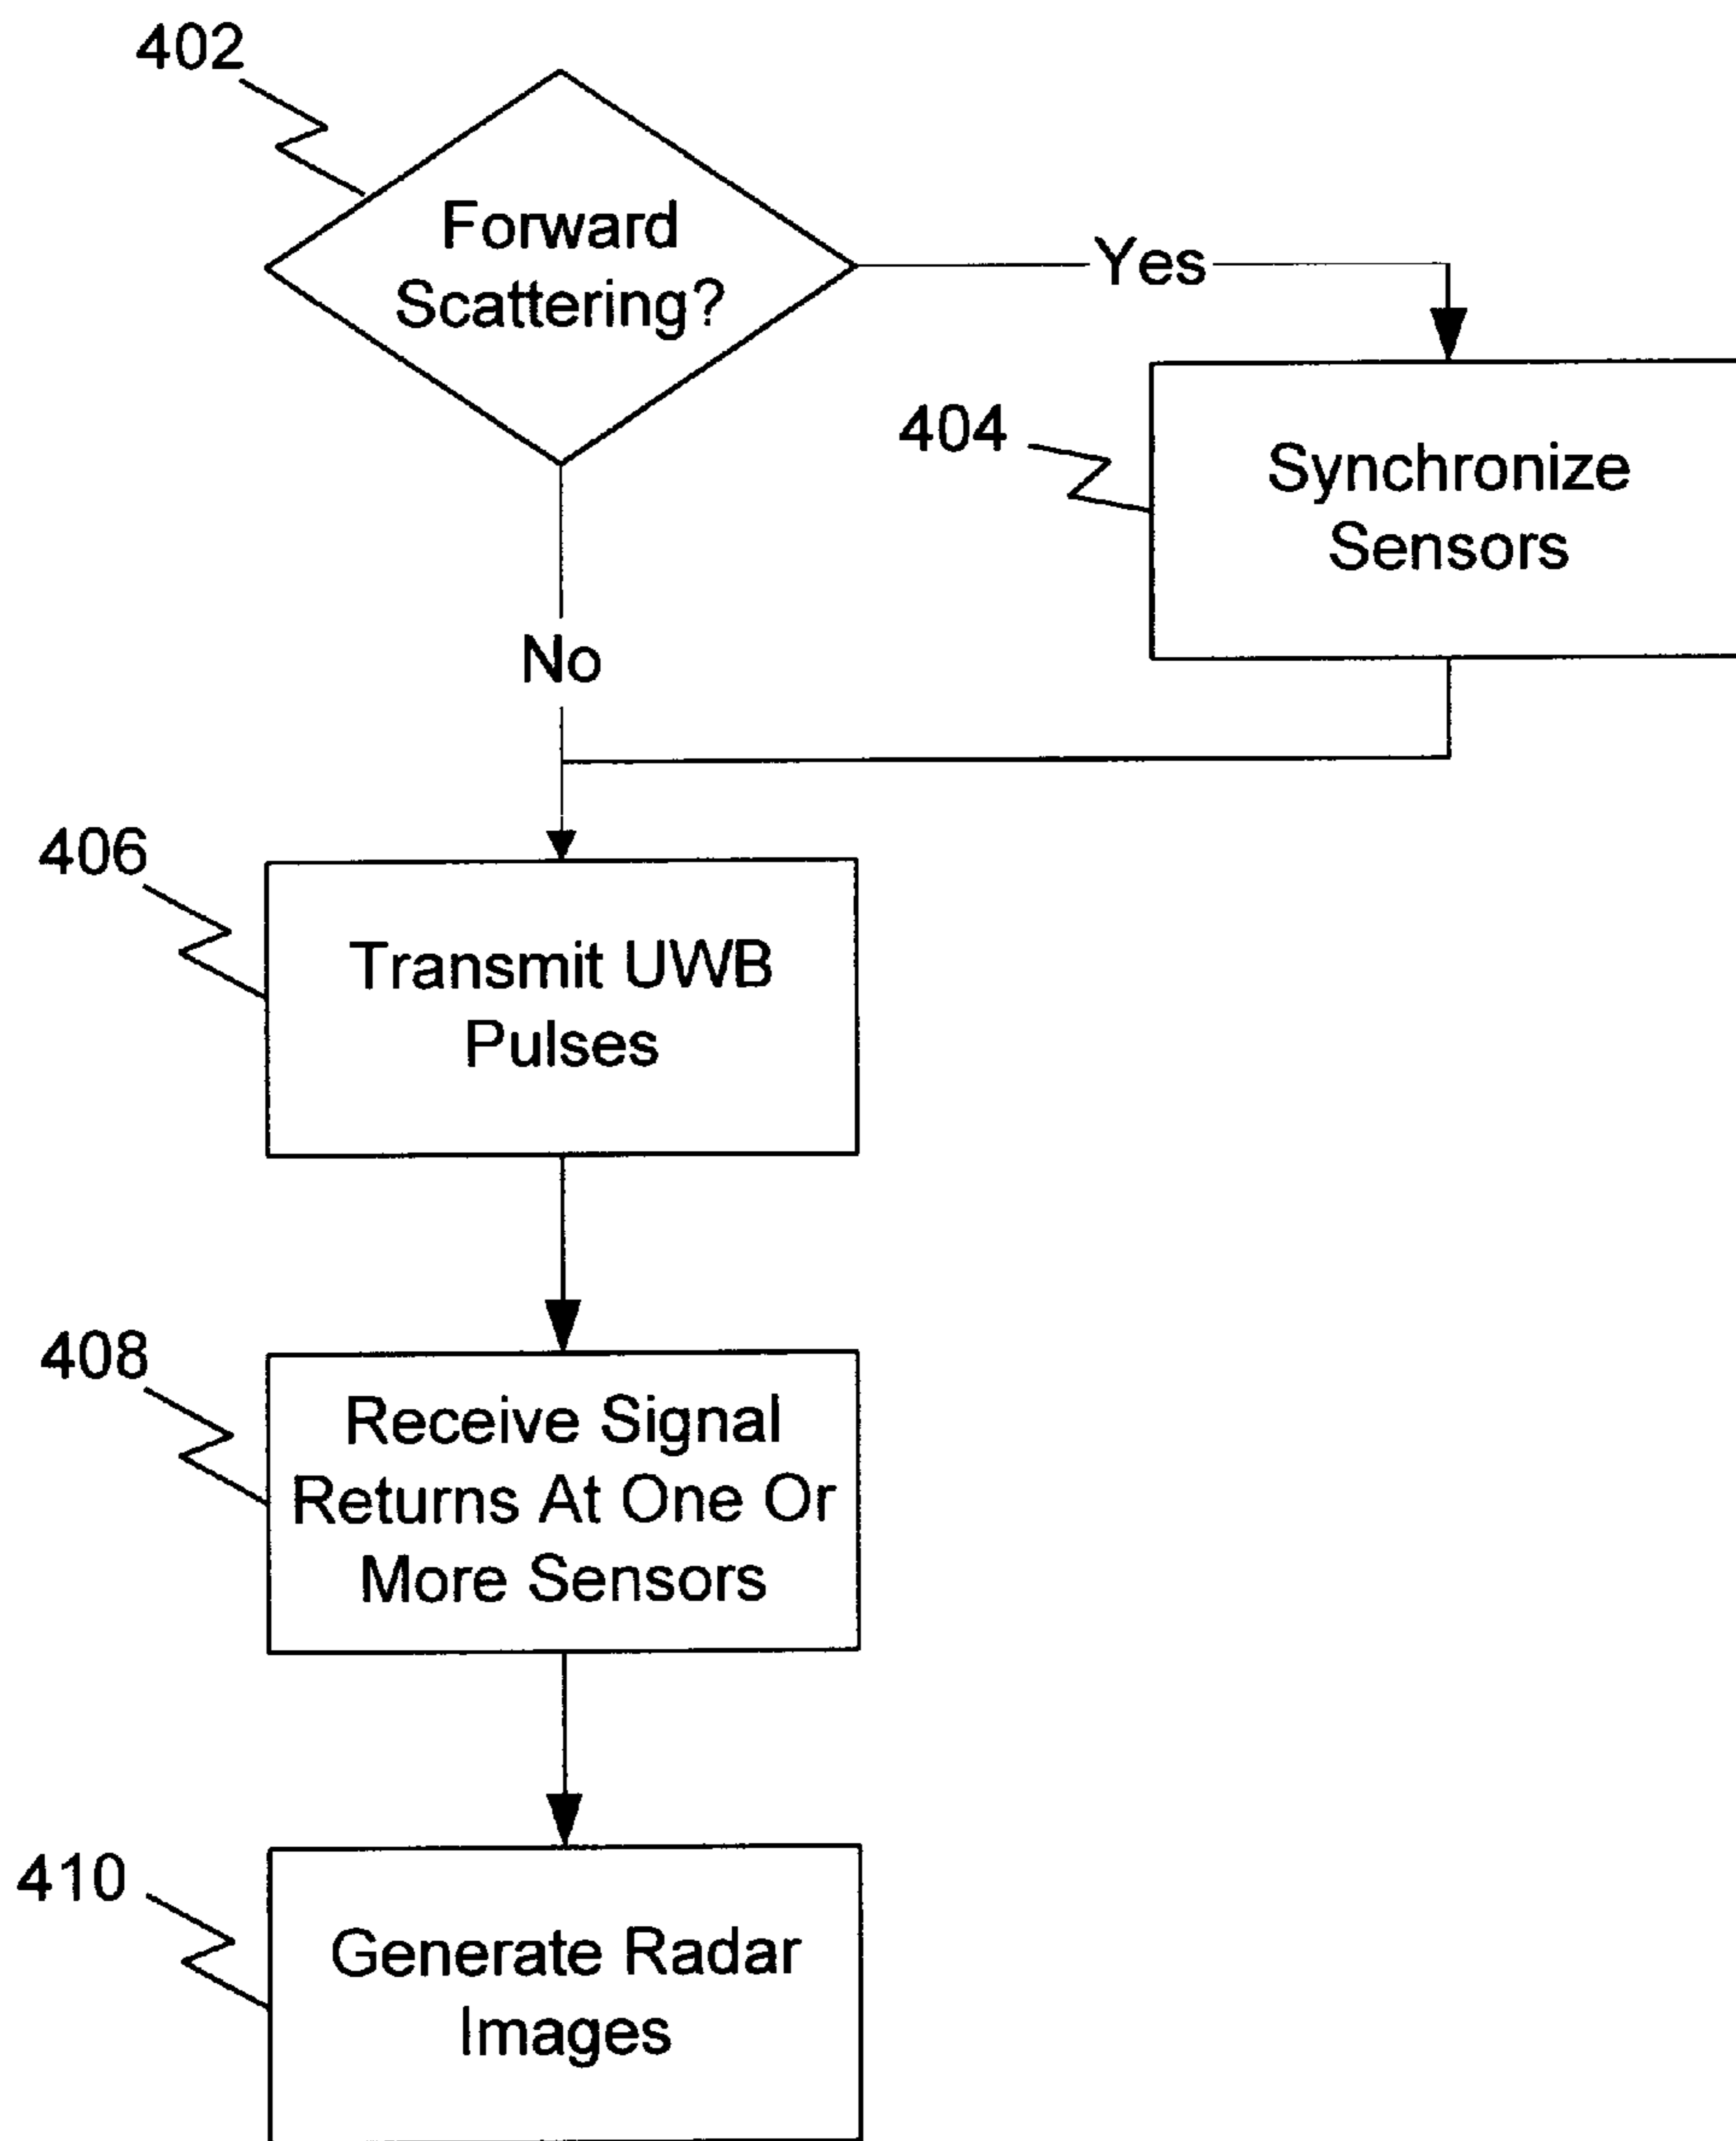 402
Forward
Scattering?
Yes
404
Synchronize
Sensors
No
406
Transmit UWB
Pulses
408
Receive Signal
Returns At One Or
More Sensors
410
Generate Radar
Images